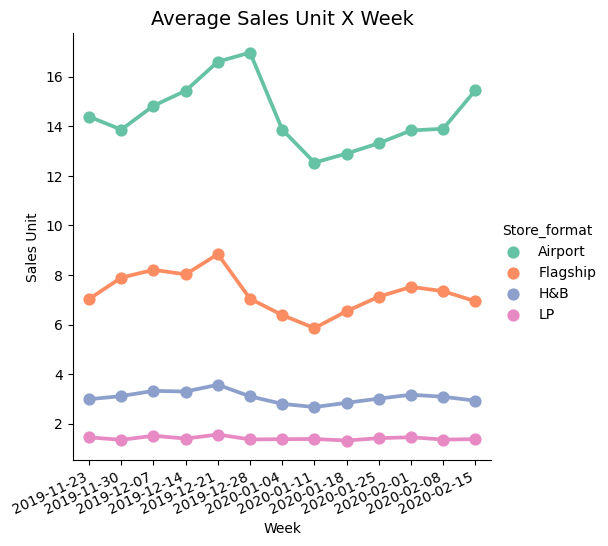 Average Sales Unit X Week
Sales Unit
16
14
12
10
8
6
4
2
2019-11-23
2019-11-30
2019-12-07
2019-12-14
2019-12-21
2019-12-28
2020-01-04
2020-01-11
2020-01-18
2020-01-25
2020-02-01
2020-02-08
2020-02-15
Week
Store_format
Airport
Flagship
H&B
LP